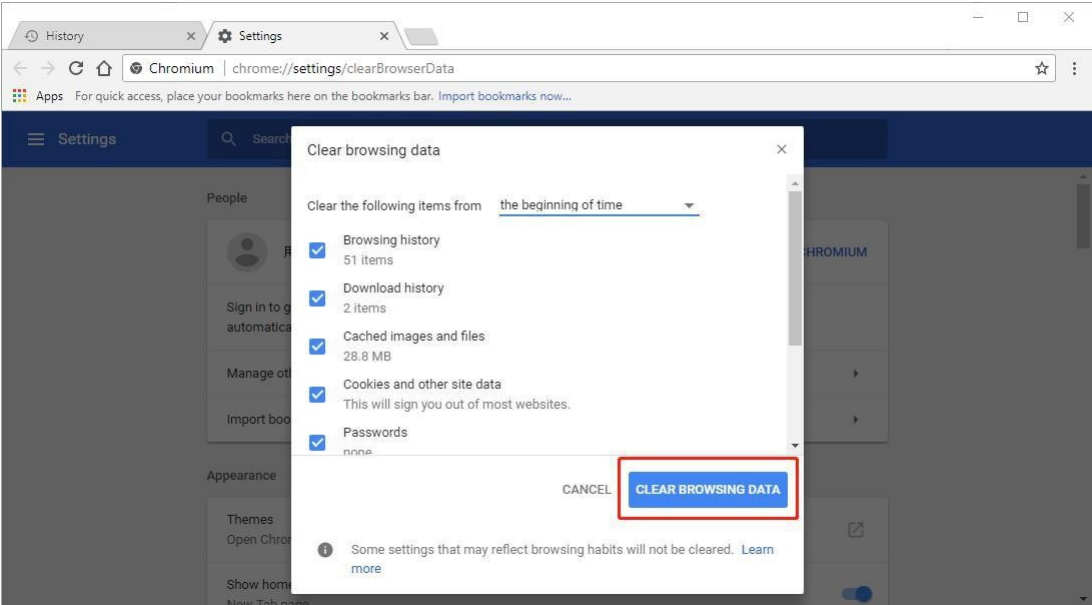 History
Settings
Chromium | chrome://settings/clearBrowserData
Apps For quick access, place your bookmarks here on the bookmarks bar. Import bookmarks now...
Settings
Search
Clear browsing data
People
Clear the following items from the beginning of time
Browsing history
51 items
HROMIUM
Download history
2 items
Sign in to g
automatica
Cached images and files
28.8 MB
Manage ot
Cookies and other site data
This will sign you out of most websites.
Import boo
Passwords
none
Appearance
CANCEL CLEAR BROWSING DATA
Themes
Open Chror
Some settings that may reflect browsing habits will not be cleared. Learn
more
Show home
New Tab page